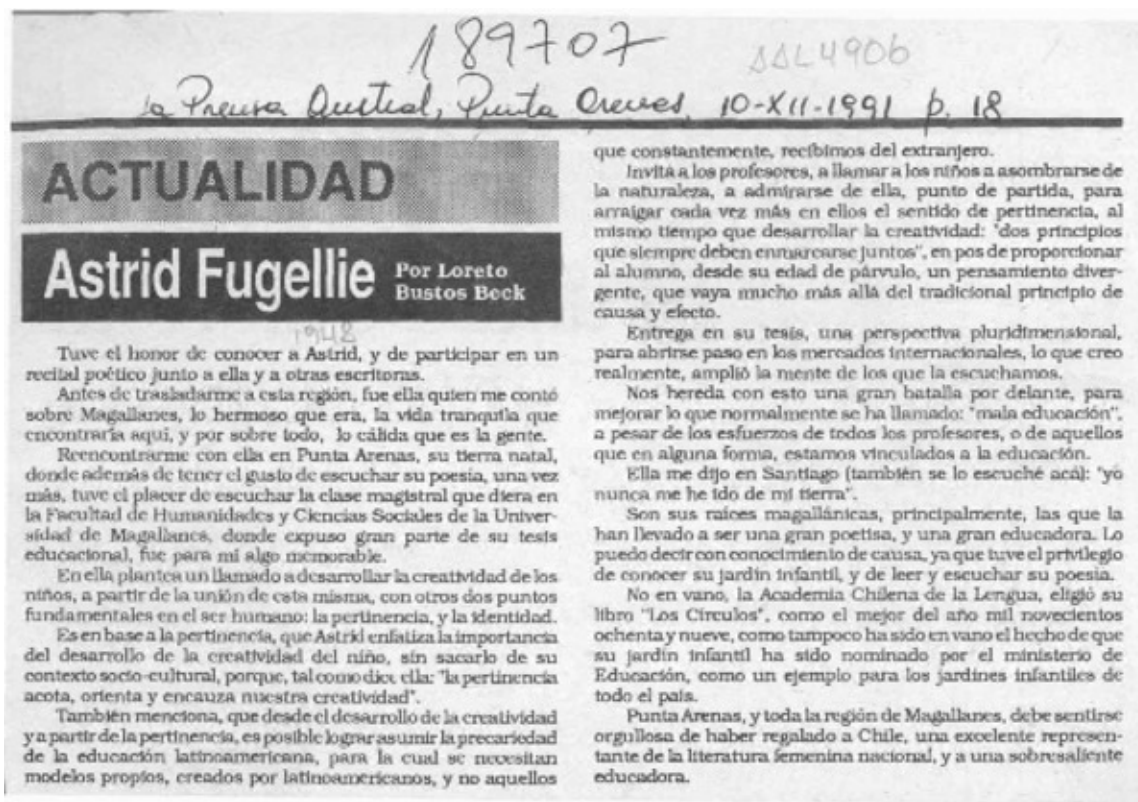 189707
AAL4906
la Prensa Austral, Punta Arenas, 10-XII-1991 p. 18
ACTUALIDAD
Astrid Fugellie
Por Loreto
Bustos Beck
1948
Tuve el honor de conocer a Astrid, y de participar en un
recital poético junto a ella y a otras escritoras.
Antes de trasladarme a esta región, fue ella quien me contó
sobre Magallanes, lo hermoso que era, la vida tranquila que
encontraría aquí, y por sobre todo, lo cálida que es la gente.
Reencontrarme con ella en Punta Arenas, su tierra natal,
donde además de tener el gusto de escuchar su poesía, una vez
más, tuve el placer de escuchar la clase magistral que diera en
la Facultad de Humanidades y Ciencias Sociales de la Univer-
sidad de Magallanes, donde expuso gran parte de su tesis
educacional, fue para mí algo memorable.
En ella plantea un llamado a desarrollar la creatividad de los
niños, a partir de la unión de esta misma, con otros dos puntos
fundamentales en el ser humano: la pertinencia, y la identidad.
Es en base a la pertinencia, que Astrid enfatiza la importancia
del desarrollo de la creatividad del niño, sin sacarlo de su
contexto socio-cultural, porque, tal como dice ella: "la pertinencia
acota, orienta y encauza nuestra creatividad".
También menciona, que desde el desarrollo de la creatividad
y a partir de la pertinencia, es posible lograr asumir la precariedad
de la educación latinoamericana, para la cual se necesitan
modelos propios, creados por latinoamericanos, y no aquellos
que constantemente, recibimos del extranjero.
Invita a los profesores, a llamar a los niños a asombrarse de
la naturaleza, a admirarse de ella, punto de partida, para
arraigar cada vez más en ellos el sentido de pertinencia, al
mismo tiempo que desarrollar la creatividad: "dos principios
que siempre deben enmarcarse juntos", en pos de proporcionar
al alumno, desde su edad de párvulo, un pensamiento diver-
gente, que vaya mucho más allá del tradicional principio de
causa y efecto.
Entrega en su tesis, una perspectiva pluridimensional,
para abrirse paso en los mercados internacionales, lo que creo
realmente, amplió la mente de los que la escuchamos.
Nos hereda con esto una gran batalla por delante, para
mejorar lo que normalmente se ha llamado: "mala educación",
a pesar de los esfuerzos de todos los profesores, o de aquellos
que en alguna forma, estamos vinculados a la educación.
Ella me dijo en Santiago (también se lo escuché acá): "yo
nunca me he ido de mi tierra".
Son sus raíces magallánicas, principalmente, las que la
han llevado a ser una gran poetisa, y una gran educadora. Lo
puedo decir con conocimiento de causa, ya que tuve el privilegio
de conocer su jardín infantil, y de leer y escuchar su poesía.
No en vano, la Academia Chilena de la Lengua, eligió su
libro "Los Círculos", como el mejor del año mil novecientos
ochenta y nueve, como tampoco ha sido en vano el hecho de que
su jardín infantil ha sido nominado por el ministerio de
Educación, como un ejemplo para los jardines infantiles de
todo el país.
Punta Arenas, y toda la región de Magallanes, debe sentirse
orgullosa de haber regalado a Chile, una excelente represen-
tante de la literatura femenina nacional, y a una sobresaliente
educadora.